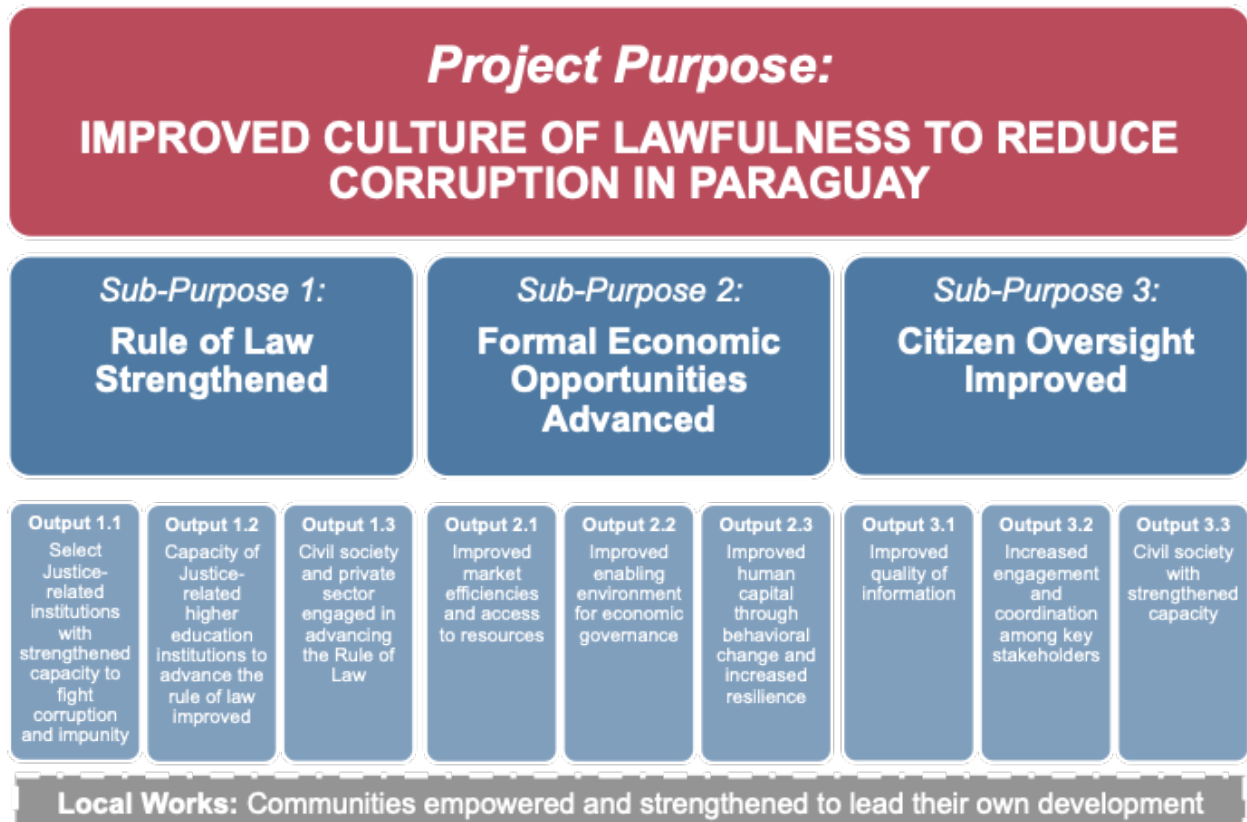 Project Purpose:
IMPROVED CULTURE OF LAWFULNESS TO REDUCE
CORRUPTION IN PARAGUAY
Sub-Purpose 1:
Rule of Law
Strengthened
Sub-Purpose 2:
Formal Economic
Opportunities
Advanced
Sub-Purpose 3:
Citizen Oversight
Improved
Output 1.1
Select
Justice-
related
institutions
with
strengthened
capacity to
fight
corruption
and impunity
Output 1.2
Capacity of
Justice-
related
higher
education
institutions to
advance the
rule of law
improved
Output 1.3
Civil society
and private
sector
engaged in
advancing
the Rule of
Law
Output 2.1
Improved
market
efficiencies
and access
to resources
Output 2.2
Improved
enabling
environment
for economic
governance
Output 2.3
Improved
human
capital
through
behavioral
change and
increased
resilience
Output 3.1
Improved
quality of
information
Output 3.2
Increased
engagement
and
coordination
among key
stakeholders
Output 3.3
Civil society
with
strengthened
capacity
Local Works: Communities empowered and strengthened to lead their own development